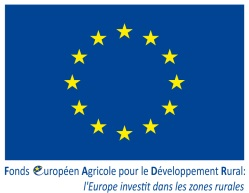 Fonds européen Agricole pour le Développement Rural:
l'Europe investit dans les zones rurales